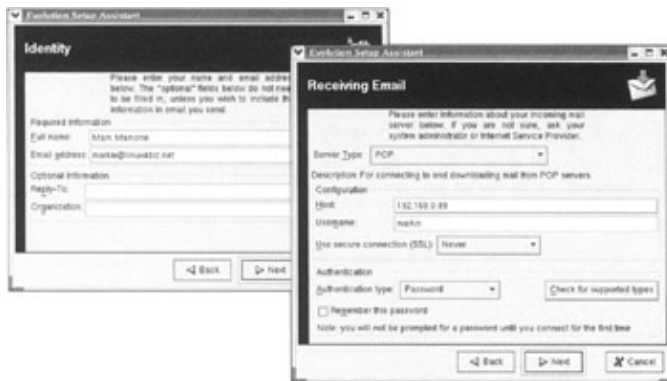 Evolution Setup Assistant
Identity
Please enter your name and email address
below. The "optional" fields below do not need
to be filled in, unless you wish to include this
information in email you send.
Required Information
Full name:
Email address:
Optional Information
Reply-To:
Organization:
Back
Next
Evolution Setup Assistant
Receiving Email
Please enter information about your incoming mail
server below. If you are not sure, ask your
system administrator or Internet Service Provider.
Server Type: POP
Description: For connecting to and downloading mail from POP servers.
Configuration
Host: 192.168.0.99
Username:
Use secure connection (SSL): Never
Authentication
Authentication type: Password
Check for supported types
Remember this password
Note: you will not be prompted for a password until you connect for the first time
Back
Next
Cancel